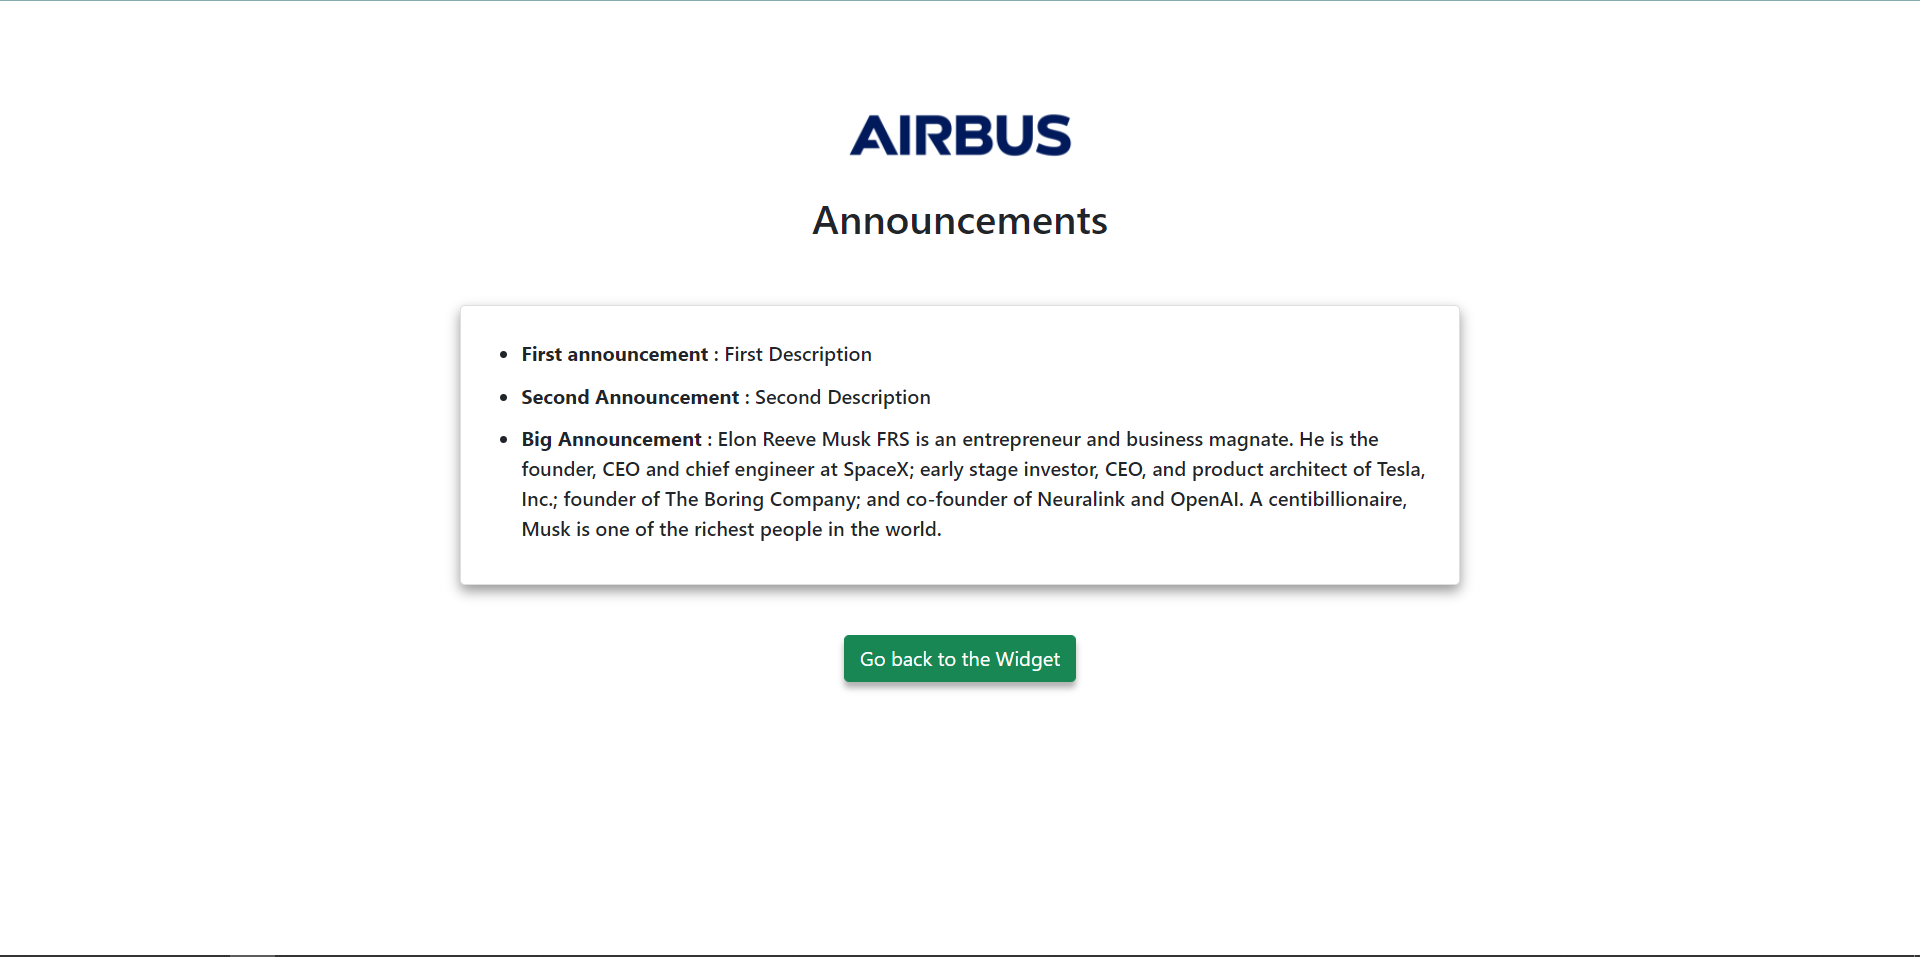 AIRBUS
Announcements
First announcement : First Description
Second Announcement : Second Description
Big Announcement : Elon Reeve Musk FRS is an entrepreneur and business magnate. He is the
founder, CEO and chief engineer at SpaceX; early stage investor, CEO, and product architect of Tesla,
Inc.; founder of The Boring Company; and co-founder of Neuralink and OpenAI. A centibillionaire,
Musk is one of the richest people in the world.
Go back to the Widget